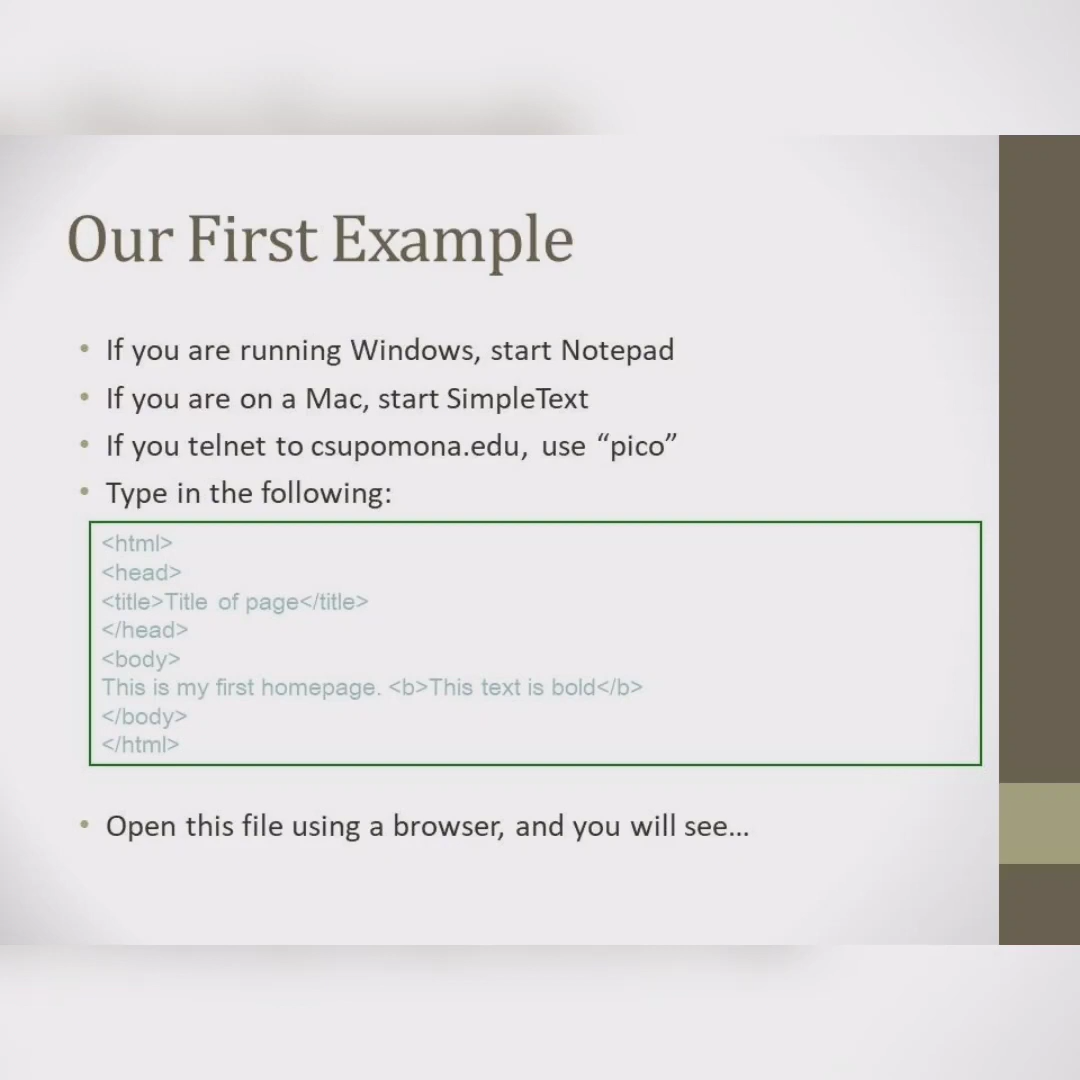 Our First Example
• If you are running Windows, start Notepad
• If you are on a Mac, start SimpleText
• If you telnet to csupomona.edu, use “pico”
• Type in the following:
<html>
<head>
<title>Title of page</title>
</head>
<body>
This is my first homepage. <b>This text is bold</b>
</body>
</html>
• Open this file using a browser, and you will see…